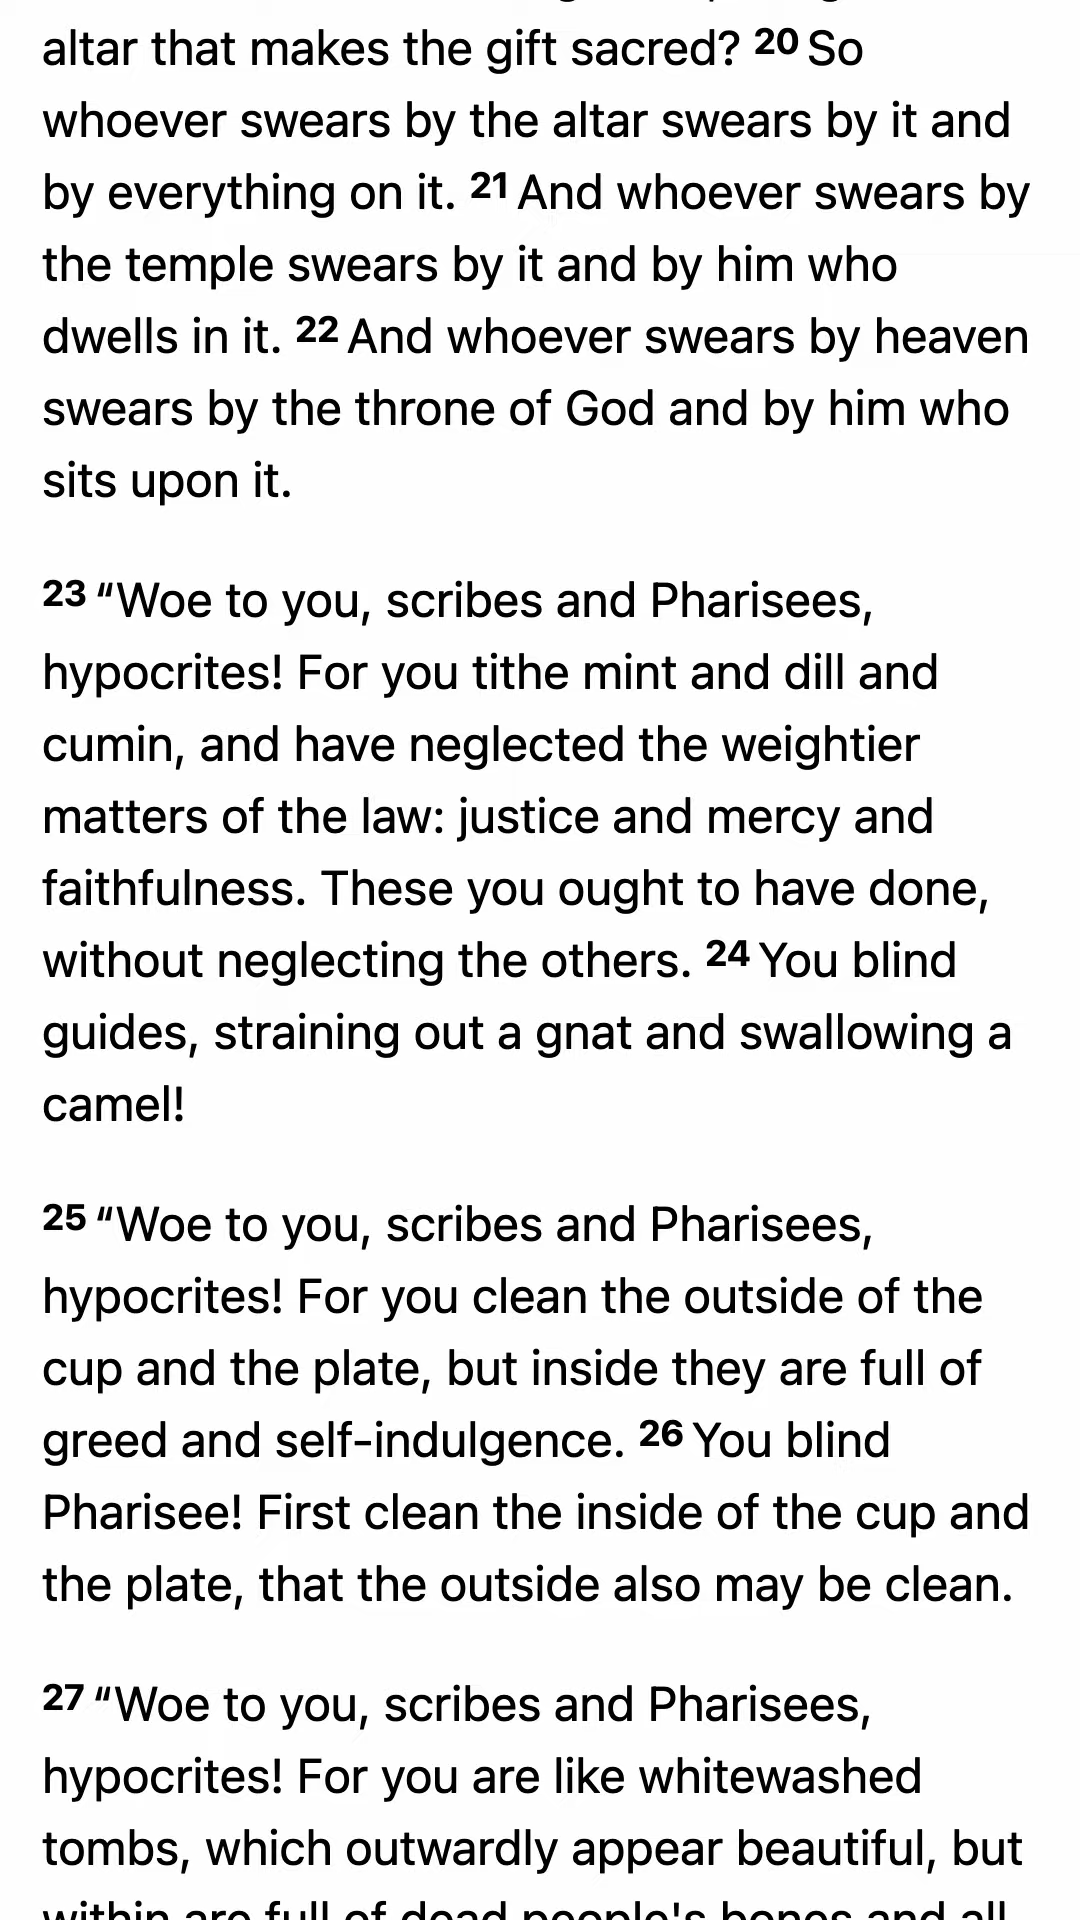 altar that makes the gift sacred? 20 So
whoever swears by the altar swears by it and
by everything on it. 21 And whoever swears by
the temple swears by it and by him who
dwells in it. 22 And whoever swears by heaven
swears by the throne of God and by him who
sits upon it.
23 “Woe to you, scribes and Pharisees,
hypocrites! For you tithe mint and dill and
cumin, and have neglected the weightier
matters of the law: justice and mercy and
faithfulness. These you ought to have done,
without neglecting the others. 24 You blind
guides, straining out a gnat and swallowing a
camel!
25 “Woe to you, scribes and Pharisees,
hypocrites! For you clean the outside of the
cup and the plate, but inside they are full of
greed and self-indulgence. 26 You blind
Pharisee! First clean the inside of the cup and
the plate, that the outside also may be clean.
27 “Woe to you, scribes and Pharisees,
hypocrites! For you are like whitewashed
tombs, which outwardly appear beautiful, but
within are full of dead people's bones and all